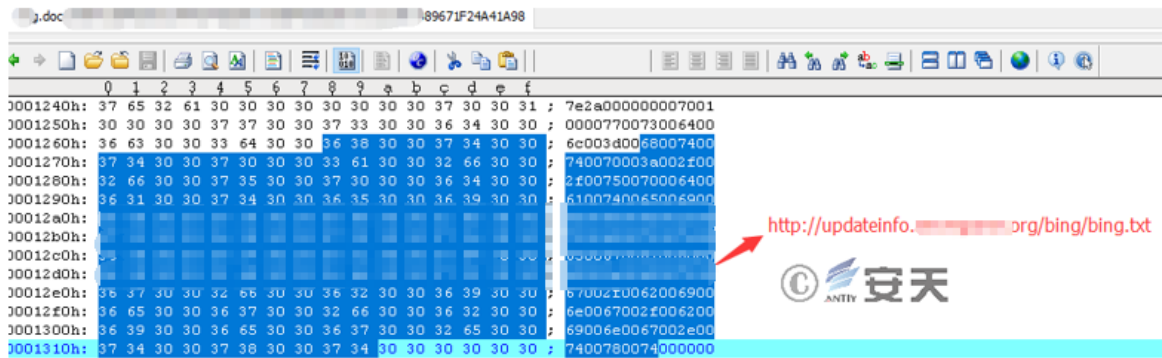 .doc 89671F24A41A98
0 1 2 3 4 5 6 7 8 9 a b c d e f
0001240h: 37 65 32 61 30 30 30 30 30 30 30 30 37 30 30 31 ; 7e2a000000007001
0001250h: 30 30 30 30 37 37 30 30 37 33 30 30 36 34 30 30 ; 0000770073006400
0001260h: 36 63 30 30 33 64 30 30 36 38 30 30 37 34 30 30 ; 6c003d0068007400
0001270h: 37 34 30 30 37 30 30 30 33 61 30 30 32 66 30 30 ; 740070003a002f00
0001280h: 32 66 30 30 37 35 30 30 37 30 30 30 36 34 30 30 ; 2f00750070006400
0001290h: 36 31 30 30 37 34 30 30 36 35 30 30 36 39 30 30 ; 6100740065006900
00012a0h:
00012b0h:
http://updateinfo. org/bing/bing.txt
00012c0h:
00012d0h:
00012e0h: 36 37 30 30 32 66 30 30 36 32 30 30 36 39 30 30 ; 67002f0062006900
00012f0h: 36 65 30 30 36 37 30 30 32 66 30 30 36 32 30 30 ; 6e0067002f006200
0001300h: 36 39 30 30 36 65 30 30 36 37 30 30 32 65 30 30 ; 69006e0067002e00
0001310h: 37 34 30 30 37 38 30 30 37 34 30 30 30 30 30 30 ; 7400780074000000
© ANTIY 安天